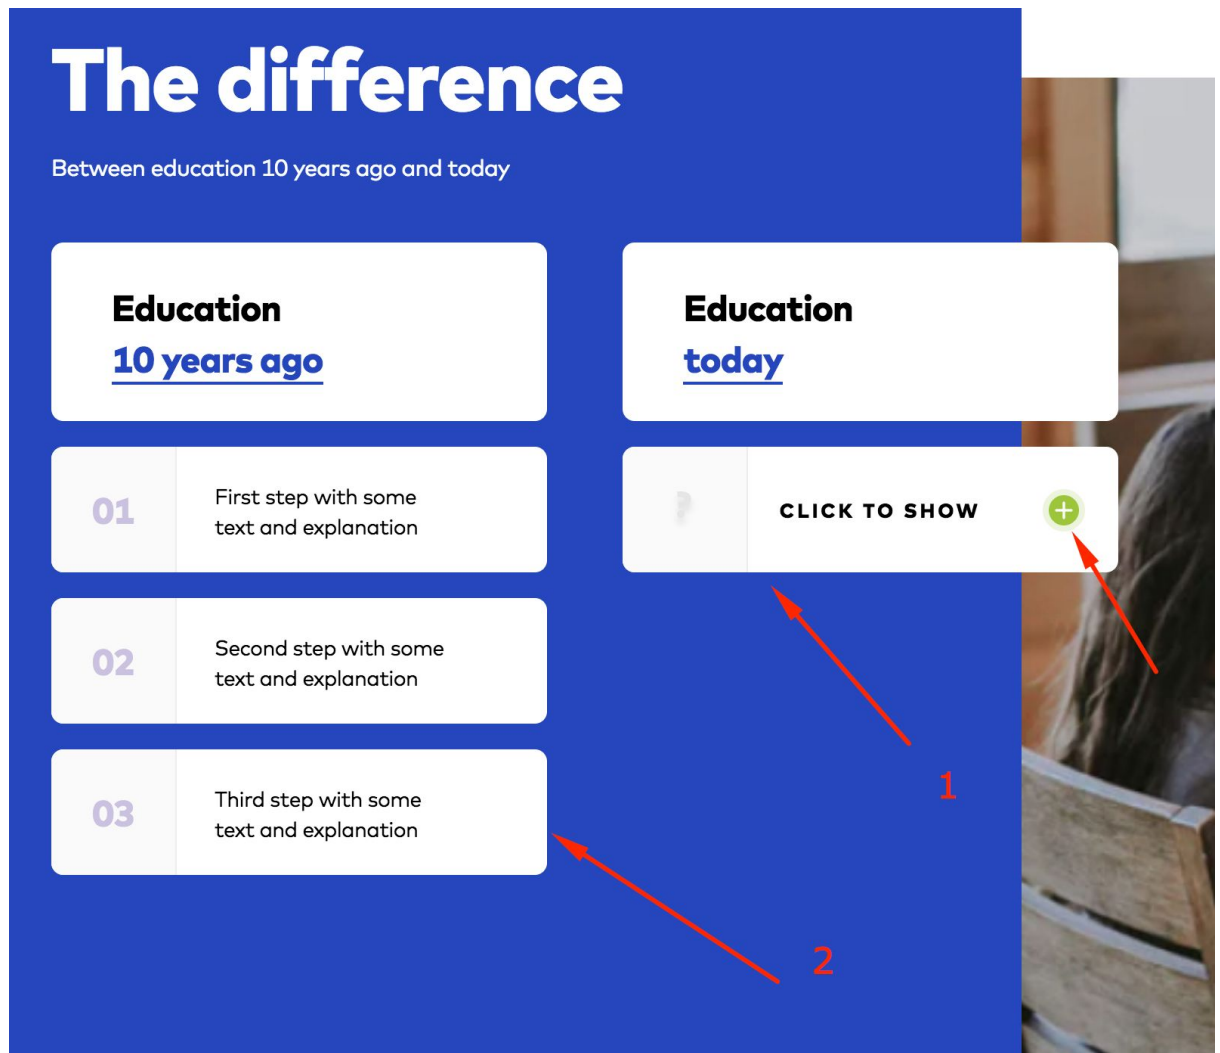 The difference
Between education 10 years ago and today
Education
10 years ago
01
First step with some
text and explanation
02
Second step with some
text and explanation
03
Third step with some
text and explanation
Education
today
?
CLICK TO SHOW
1
2